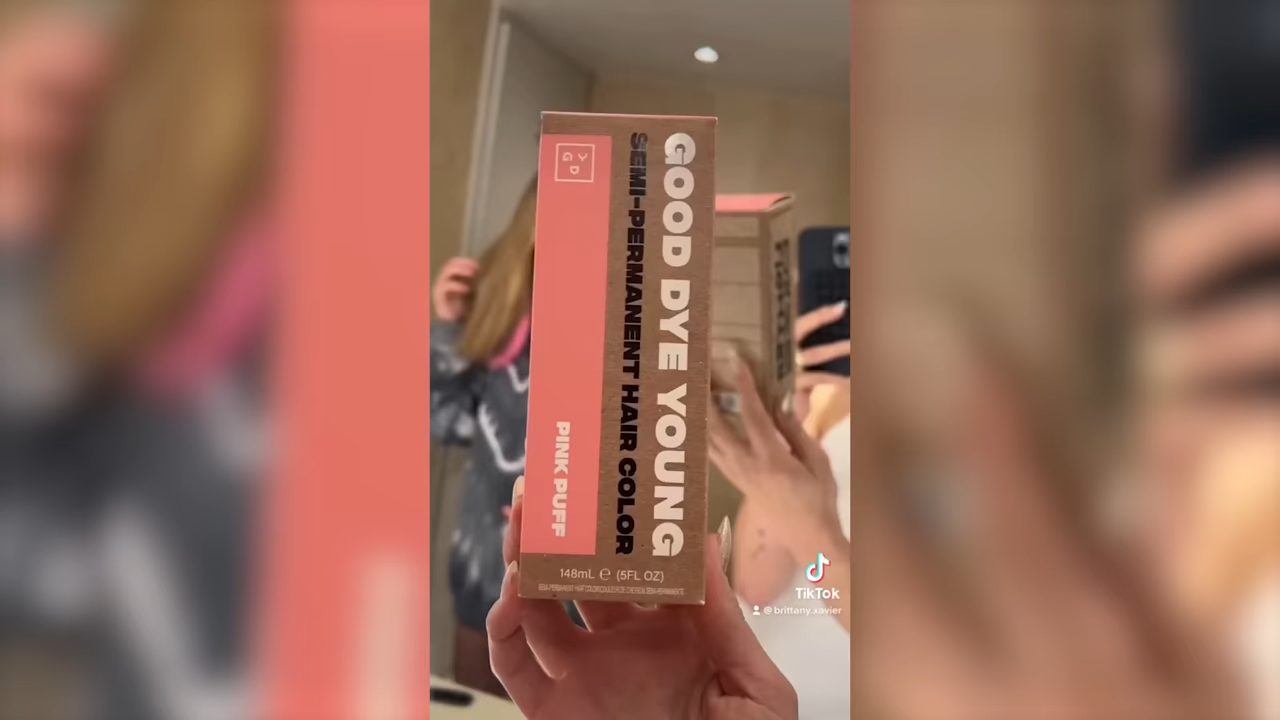 GOOD DYE YOUNG
SEMI-PERMANENT HAIR COLOR
G D Y
PINK PUFF
148mL ℮ (5FL OZ)
TikTok
@brittany.xavier